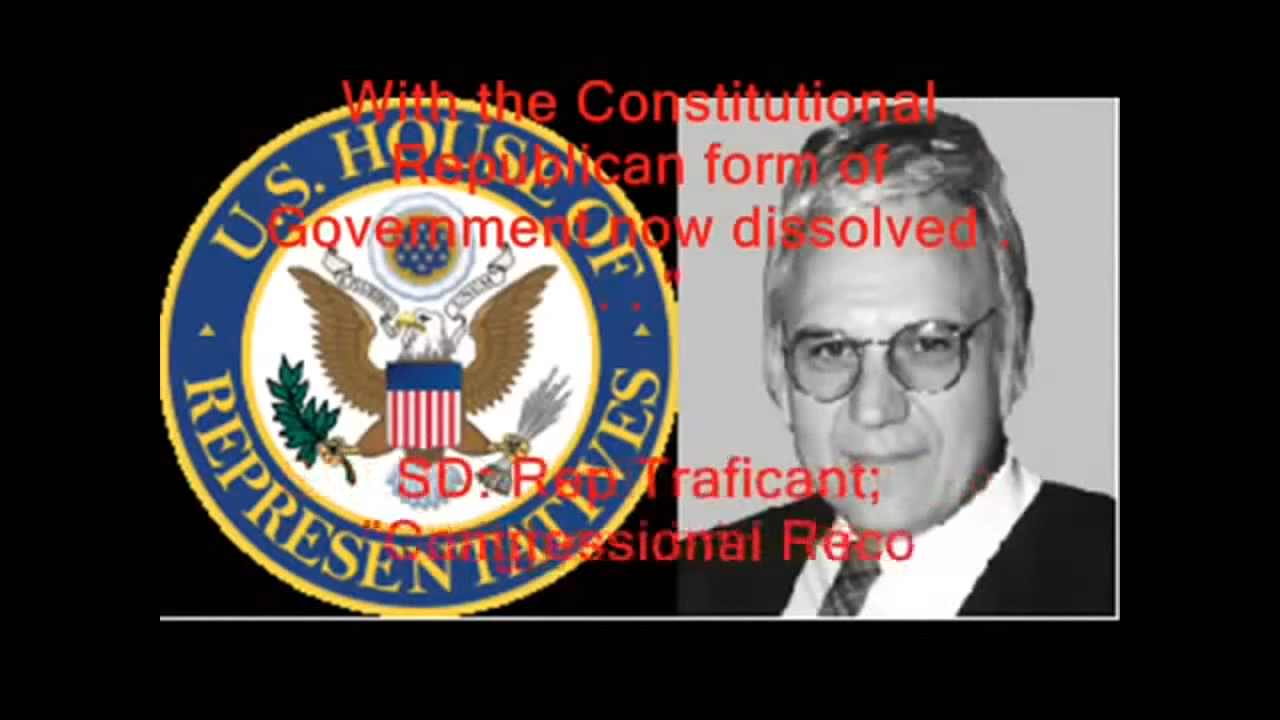 With the Constitutional
Republican form of
Government now dissolved .
. . "
SD: Rep Traficant;
"Congressional Reco
U.S. HOUSE OF
REPRESENTATIVES